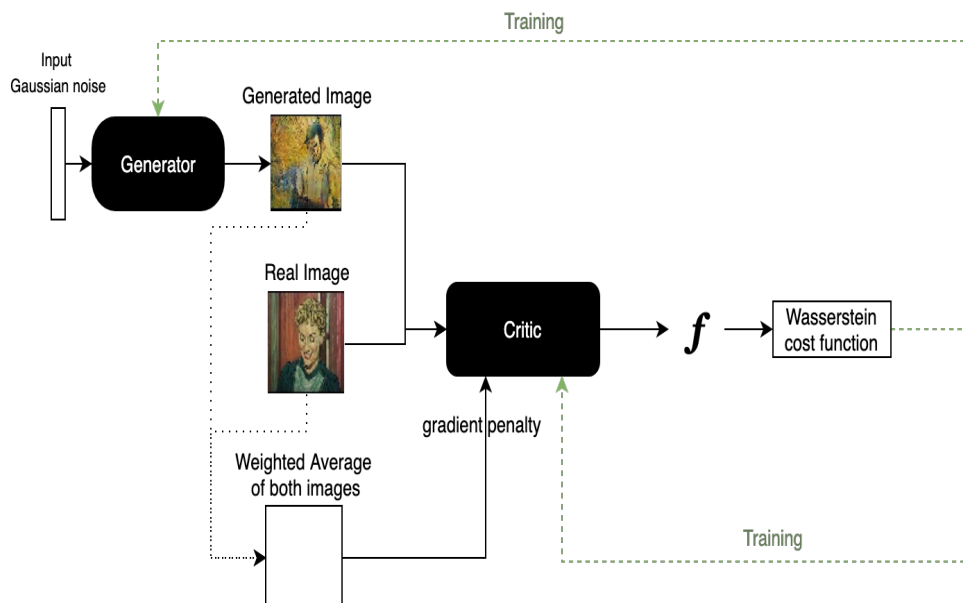 Training
Input
Gaussian noise
Generated Image
Generator
Real Image
Critic
f
Wasserstein
cost function
gradient penalty
Weighted Average
of both images
Training